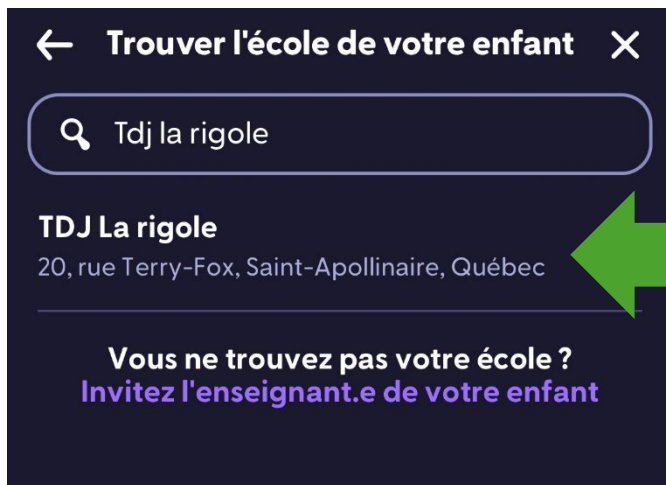 Trouver l'école de votre enfant
Tdj la rigole
TDJ La rigole
20, rue Terry-Fox, Saint-Apollinaire, Québec
Vous ne trouvez pas votre école ?
Invitez l'enseignant.e de votre enfant